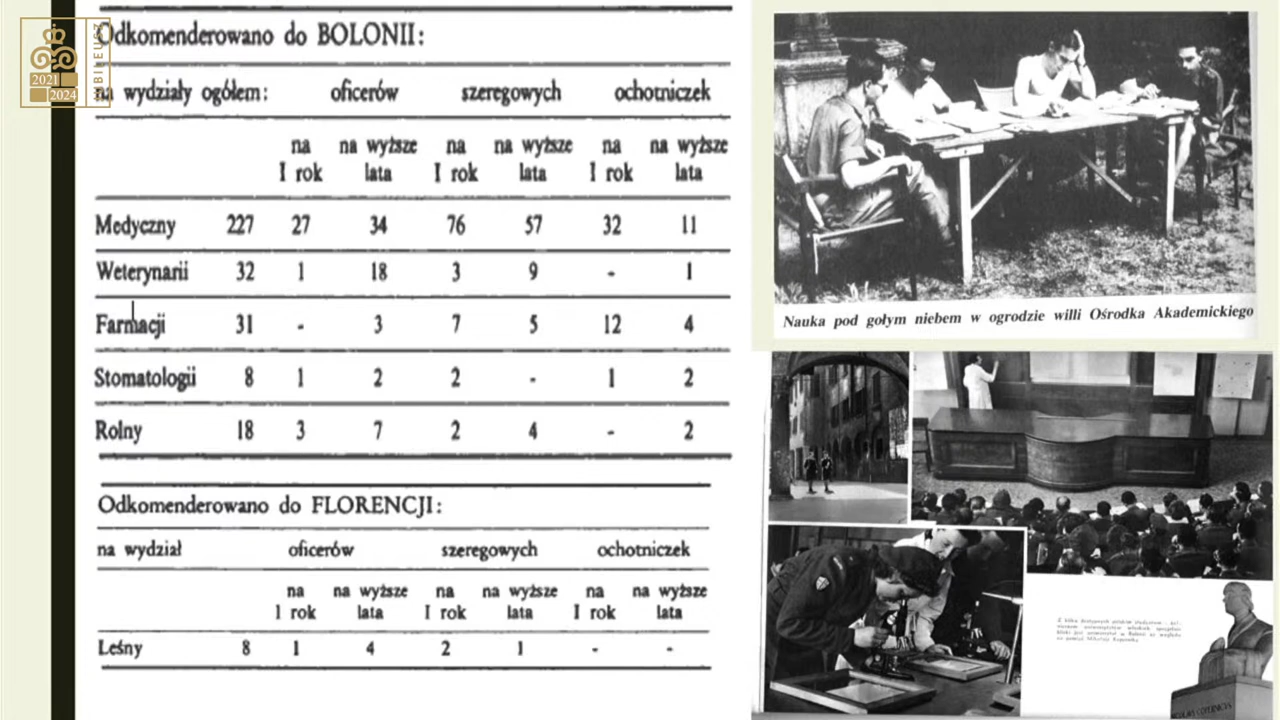 JUBILEUSZ
2021
2024
Odkomenderowano do BOLONII:
na wydziały ogółem: oficerów szeregowych ochotniczek
na I rok na wyższe lata na I rok na wyższe lata na I rok na wyższe lata
Medyczny 227 27 34 76 57 32 11
Weterynarii 32 1 18 3 9 - 1
Farmacji 31 - 3 7 5 12 4
Stomatologii 8 1 2 2 - 1 2
Rolny 18 3 7 2 4 - 2
Odkomenderowano do FLORENCJI:
na wydział oficerów szeregowych ochotniczek
na I rok na wyższe lata na I rok na wyższe lata na I rok na wyższe lata
Leśny 8 1 4 2 1 - -
Nauka pod gołym niebem w ogrodzie willi Ośrodka Akademickiego
COPERNICUS